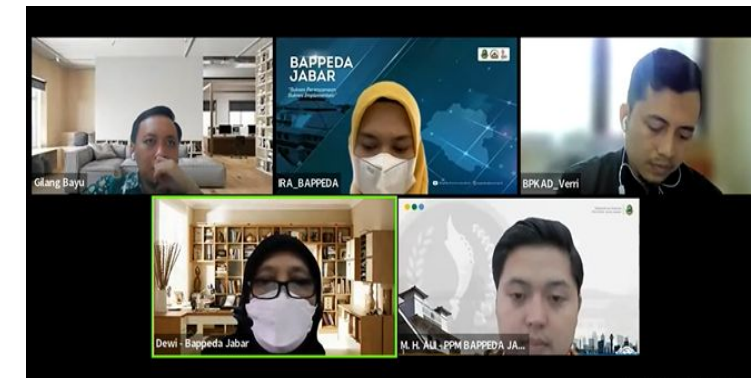 BAPPEDA
JABAR
Gilang Bayu
IRA_BAPPEDA
BPKAD_Verri
Dewi - Bappeda Jabar
M. H. ALI - PPM BAPPEDA JA...